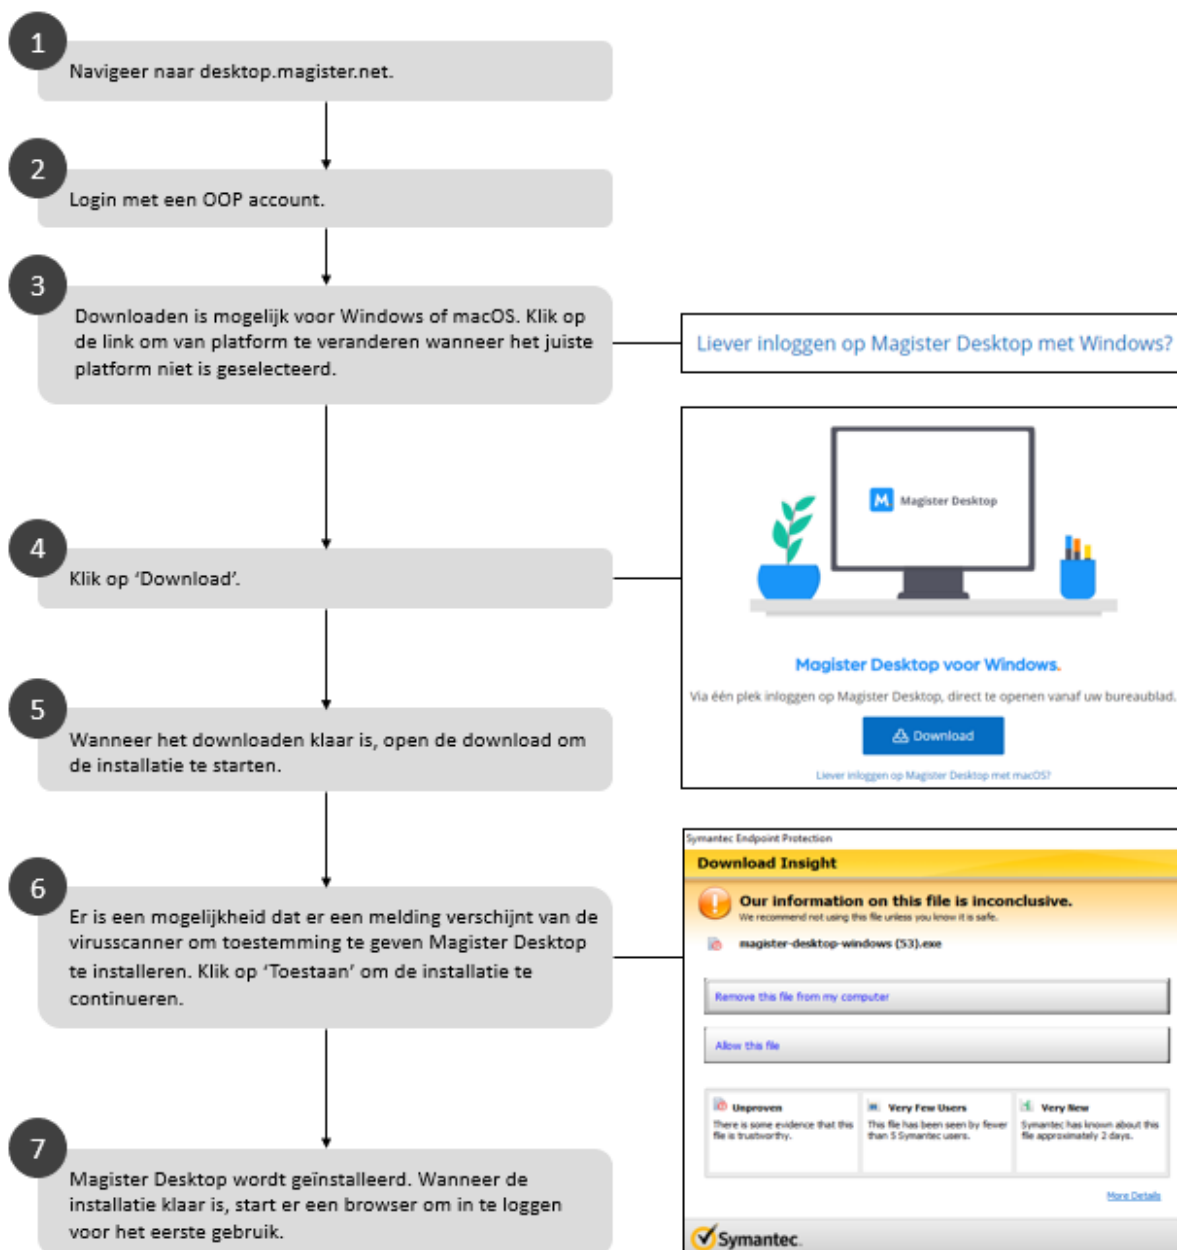 1
Navigeer naar desktop.magister.net.
2
Login met een OOP account.
3
Downloaden is mogelijk voor Windows of macOS. Klik op
de link om van platform te veranderen wanneer het juiste
platform niet is geselecteerd.
Liever inloggen op Magister Desktop met Windows?
4
Klik op ‘Download’.
M Magister Desktop
Magister Desktop voor Windows.
Via één plek inloggen op Magister Desktop, direct te openen vanaf uw bureaublad.
Download
Liever inloggen op Magister Desktop met macOS?
5
Wanneer het downloaden klaar is, open de download om
de installatie te starten.
6
Er is een mogelijkheid dat er een melding verschijnt van de
virusscanner om toestemming te geven Magister Desktop
te installeren. Klik op ‘Toestaan’ om de installatie te
continueren.
Symantec Endpoint Protection
Download Insight
Our information on this file is inconclusive.
We recommend not using this file unless you know it is safe.
magister-desktop-windows (53).exe
Remove this file from my computer
Allow this file
Unproven
There is some evidence that this
file is trustworthy.
Very Few Users
This file has been seen by fewer
than 5 Symantec users.
Very New
Symantec has known about this
file approximately 2 days.
More Details
Symantec.
7
Magister Desktop wordt geïnstalleerd. Wanneer de
installatie klaar is, start er een browser om in te loggen
voor het eerste gebruik.